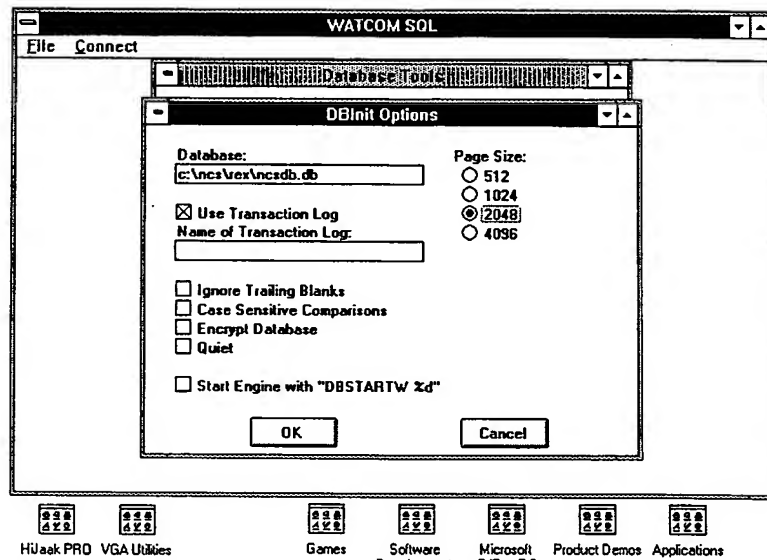 WATCOM SQL
File Connect
Database Tools
DBInit Options
Database:
c:\ncs\rex\ncsdb.db
Page Size:
512
1024
2048
4096
Use Transaction Log
Name of Transaction Log:
Ignore Trailing Blanks
Case Sensitive Comparisons
Encrypt Database
Quiet
Start Engine with "DBSTARTW %d"
OK Cancel
HiJaak PRO VGA Utilities Games Software Microsoft Product Demos Applications